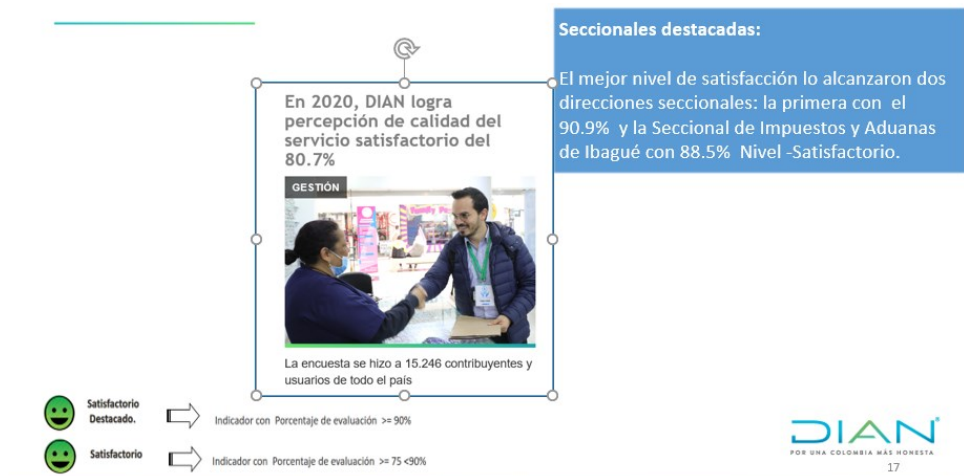 Seccionales destacadas:
El mejor nivel de satisfacción lo alcanzaron dos
direcciones seccionales: la primera con el
90.9% y la Seccional de Impuestos y Aduanas
de Ibagué con 88.5% Nivel -Satisfactorio.
En 2020, DIAN logra
percepción de calidad del
servicio satisfactorio del
80.7%
GESTIÓN
La encuesta se hizo a 15.246 contribuyentes y
usuarios de todo el país
Satisfactorio
Destacado.
Indicador con Porcentaje de evaluación >= 90%
Satisfactorio
Indicador con Porcentaje de evaluación >= 75 <90%
DIAN
POR UNA COLOMBIA MÁS HONESTA
17